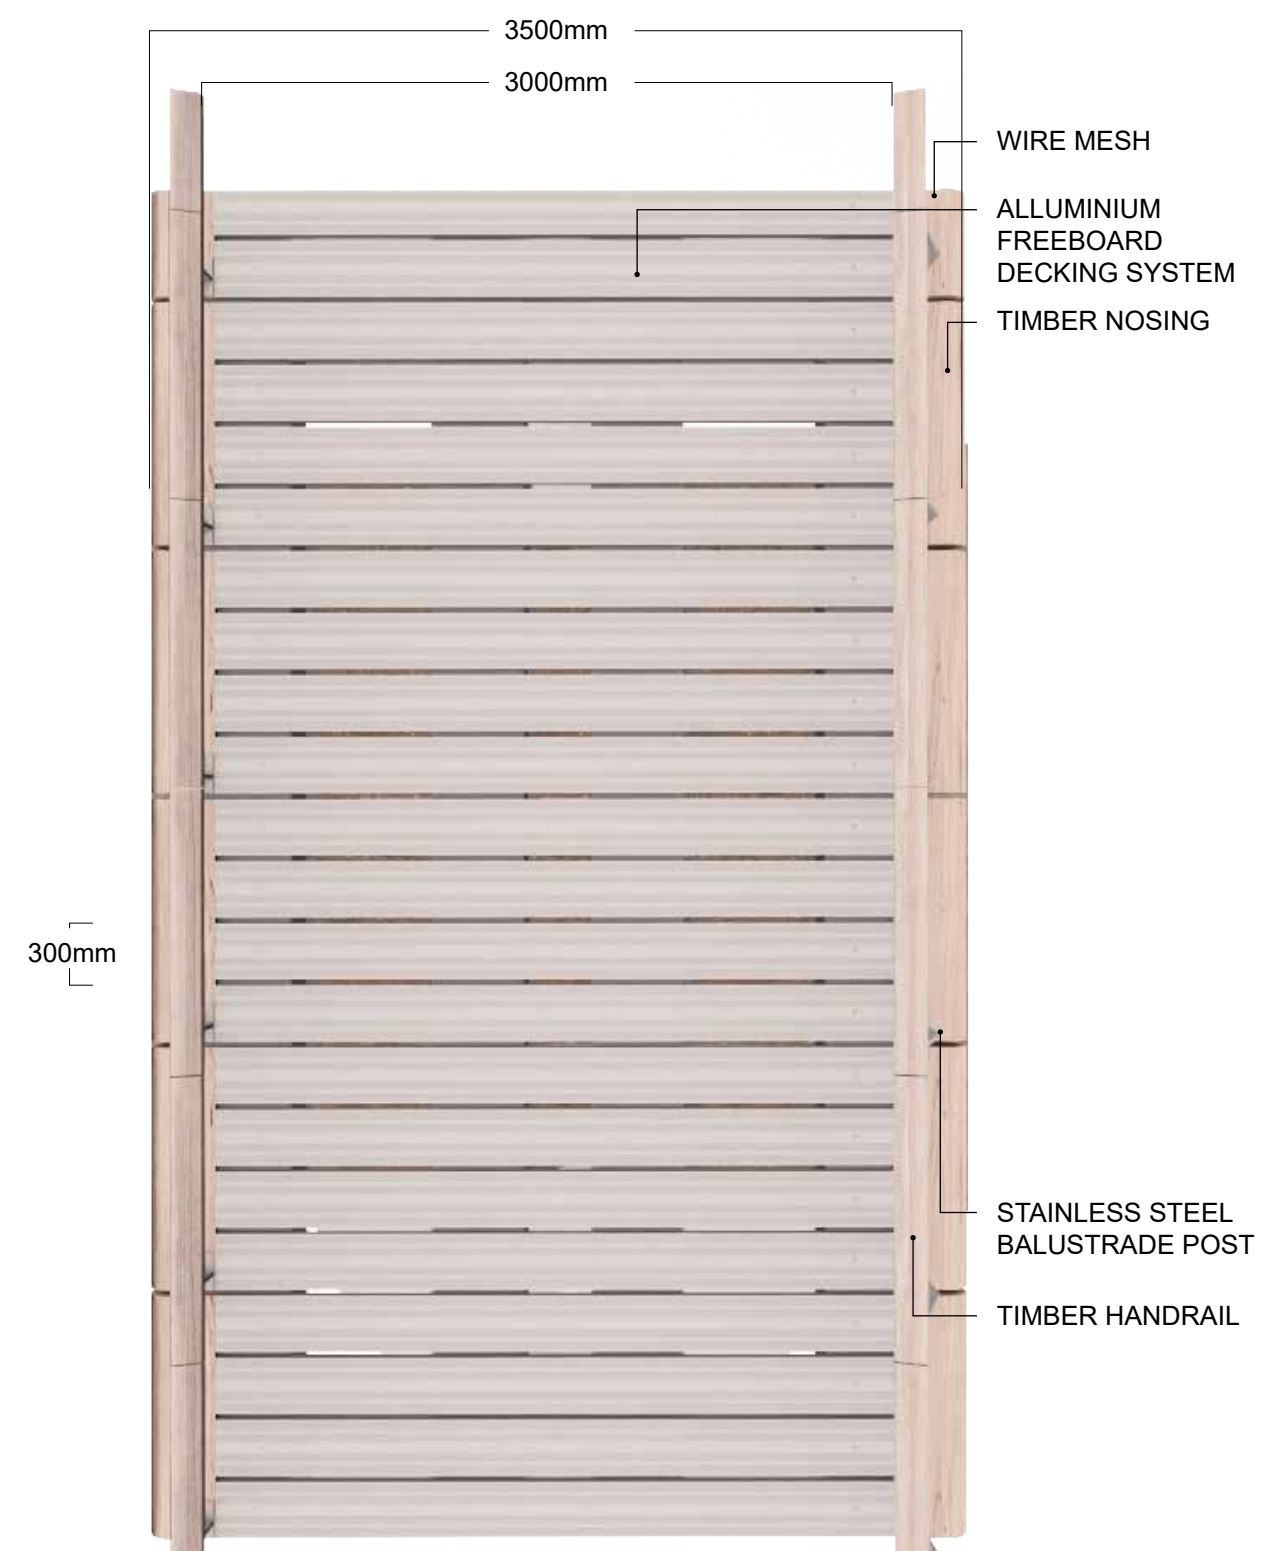 3500mm
3000mm
WIRE MESH
ALLUMINIUM
FREEBOARD
DECKING SYSTEM
TIMBER NOSING
300mm
STAINLESS STEEL
BALUSTRADE POST
TIMBER HANDRAIL